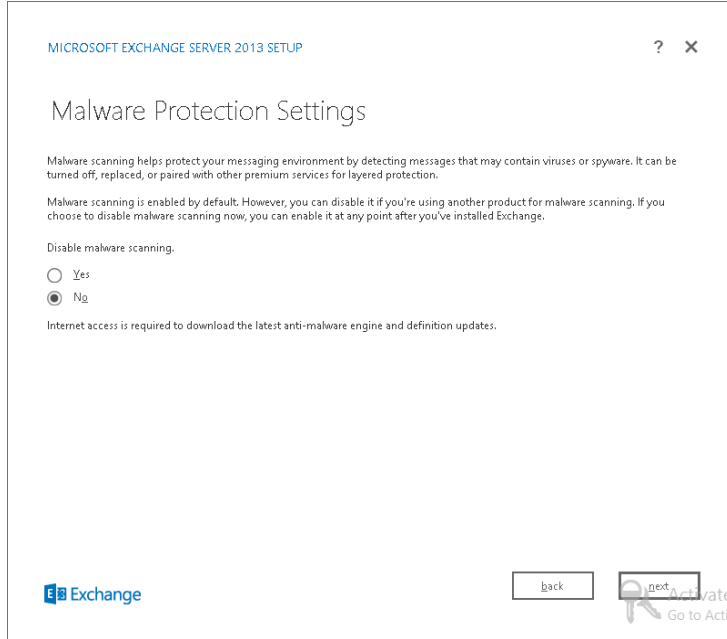 MICROSOFT EXCHANGE SERVER 2013 SETUP
?
Malware Protection Settings
Malware scanning helps protect your messaging environment by detecting messages that may contain viruses or spyware. It can be
turned off, replaced, or paired with other premium services for layered protection.
Malware scanning is enabled by default. However, you can disable it if you're using another product for malware scanning. If you
choose to disable malware scanning now, you can enable it at any point after you've installed Exchange.
Disable malware scanning.
Yes
No
Internet access is required to download the latest anti-malware engine and definition updates.
E Exchange
back
next
Activate
Go to Acti